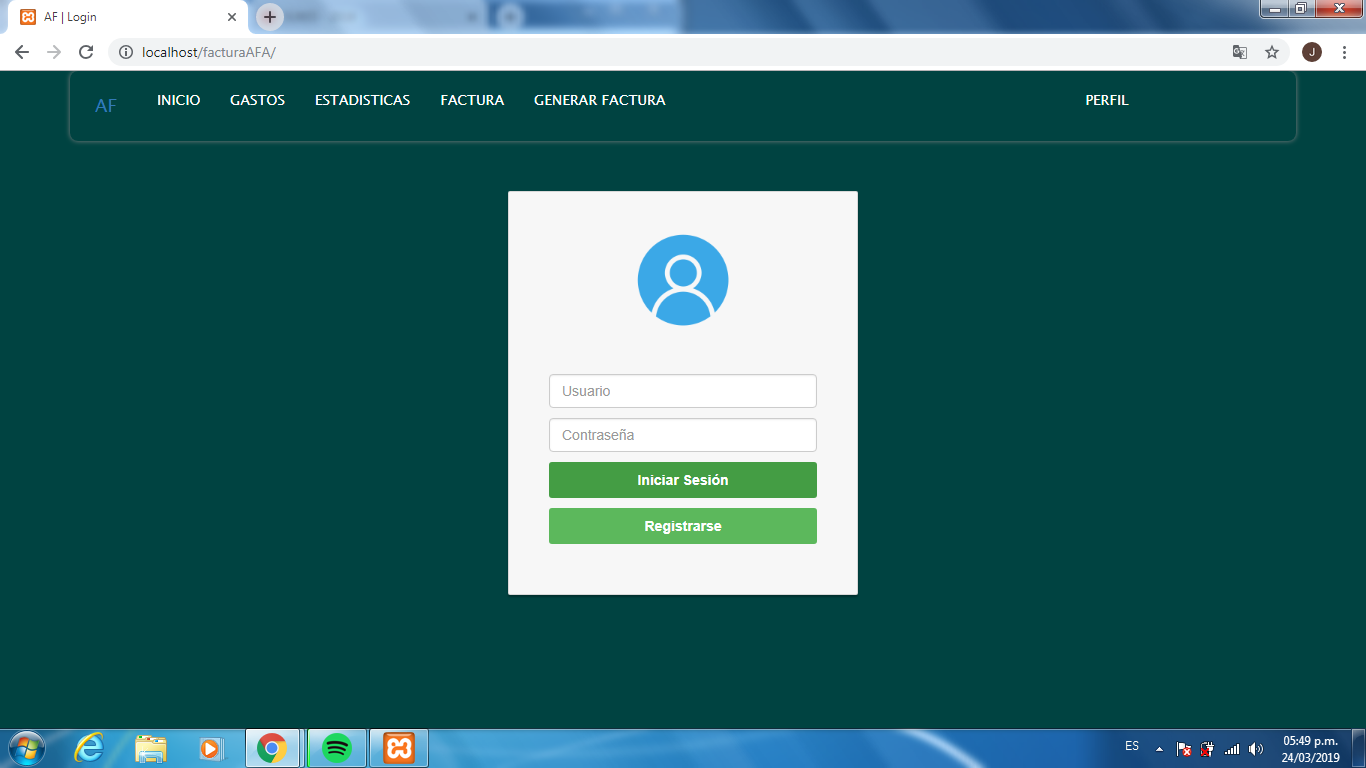 AF | Login
localhost/facturaAFA/
J
AF
INICIO
GASTOS
ESTADISTICAS
FACTURA
GENERAR FACTURA
PERFIL
Usuario
Contraseña
Iniciar Sesión
Registrarse
ES
05:49 p.m.
24/03/2019